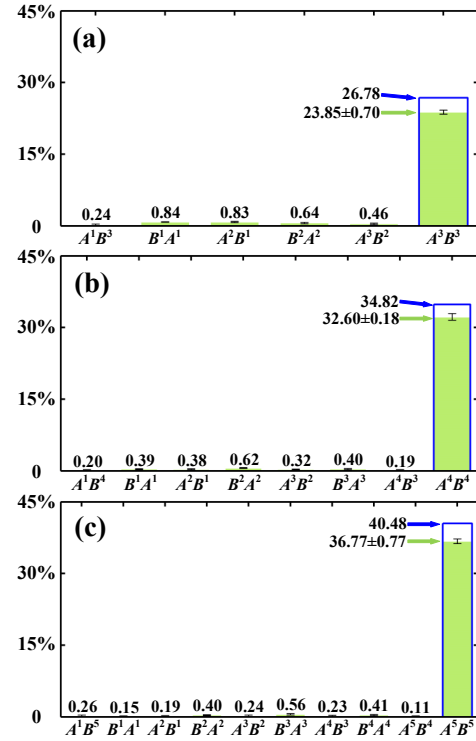 45%
(a)
30%
26.78
23.85±0.70
15%
0.24 0.84 0.83 0.64 0.46
0
A¹B³ B¹A¹ A²B¹ B²A² A³B² A³B³
45%
(b)
34.82
30%
32.60±0.18
15%
0.20 0.39 0.38 0.62 0.32 0.40 0.19
0
A¹B⁴ B¹A¹ A²B¹ B²A² A³B² B³A³ A⁴B³ A⁴B⁴
45%
(c)
40.48
36.77±0.77
30%
15%
0.26 0.15 0.19 0.40 0.24 0.56 0.23 0.41 0.11
0
A¹B⁵ B¹A¹ A²B¹ B²A² A³B² B³A³ A⁴B³ B⁴A⁴ A⁵B⁴ A⁵B⁵